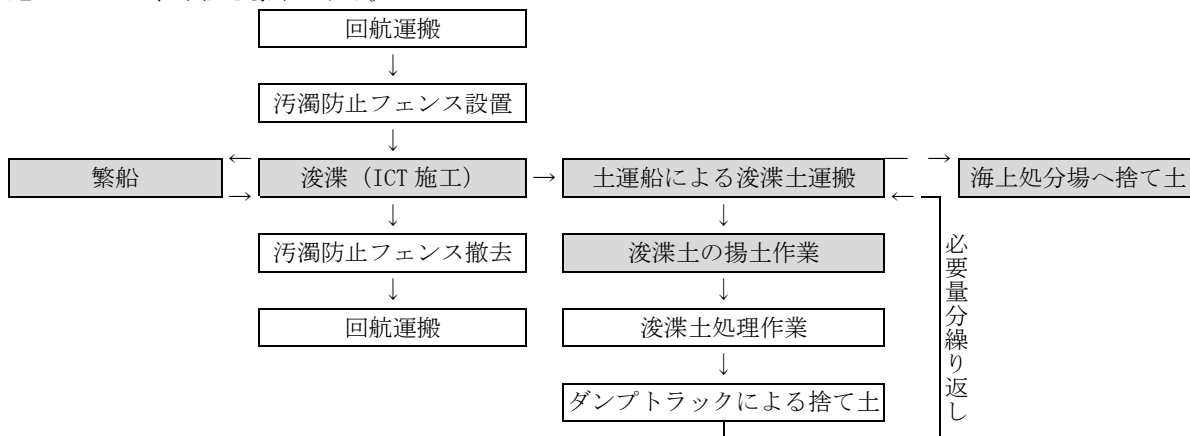 回航運搬
↓
汚濁防止フェンス設置
↓
繁船 ← → 浚渫（ICT 施工） → 土運船による浚渫土運搬 → ← 海上処分場へ捨て土
↓ ↓
汚濁防止フェンス撤去 浚渫土の揚土作業
↓ ↓
回航運搬 浚渫土処理作業
↓
ダンプトラックによる捨て土
必要量分繰り返し